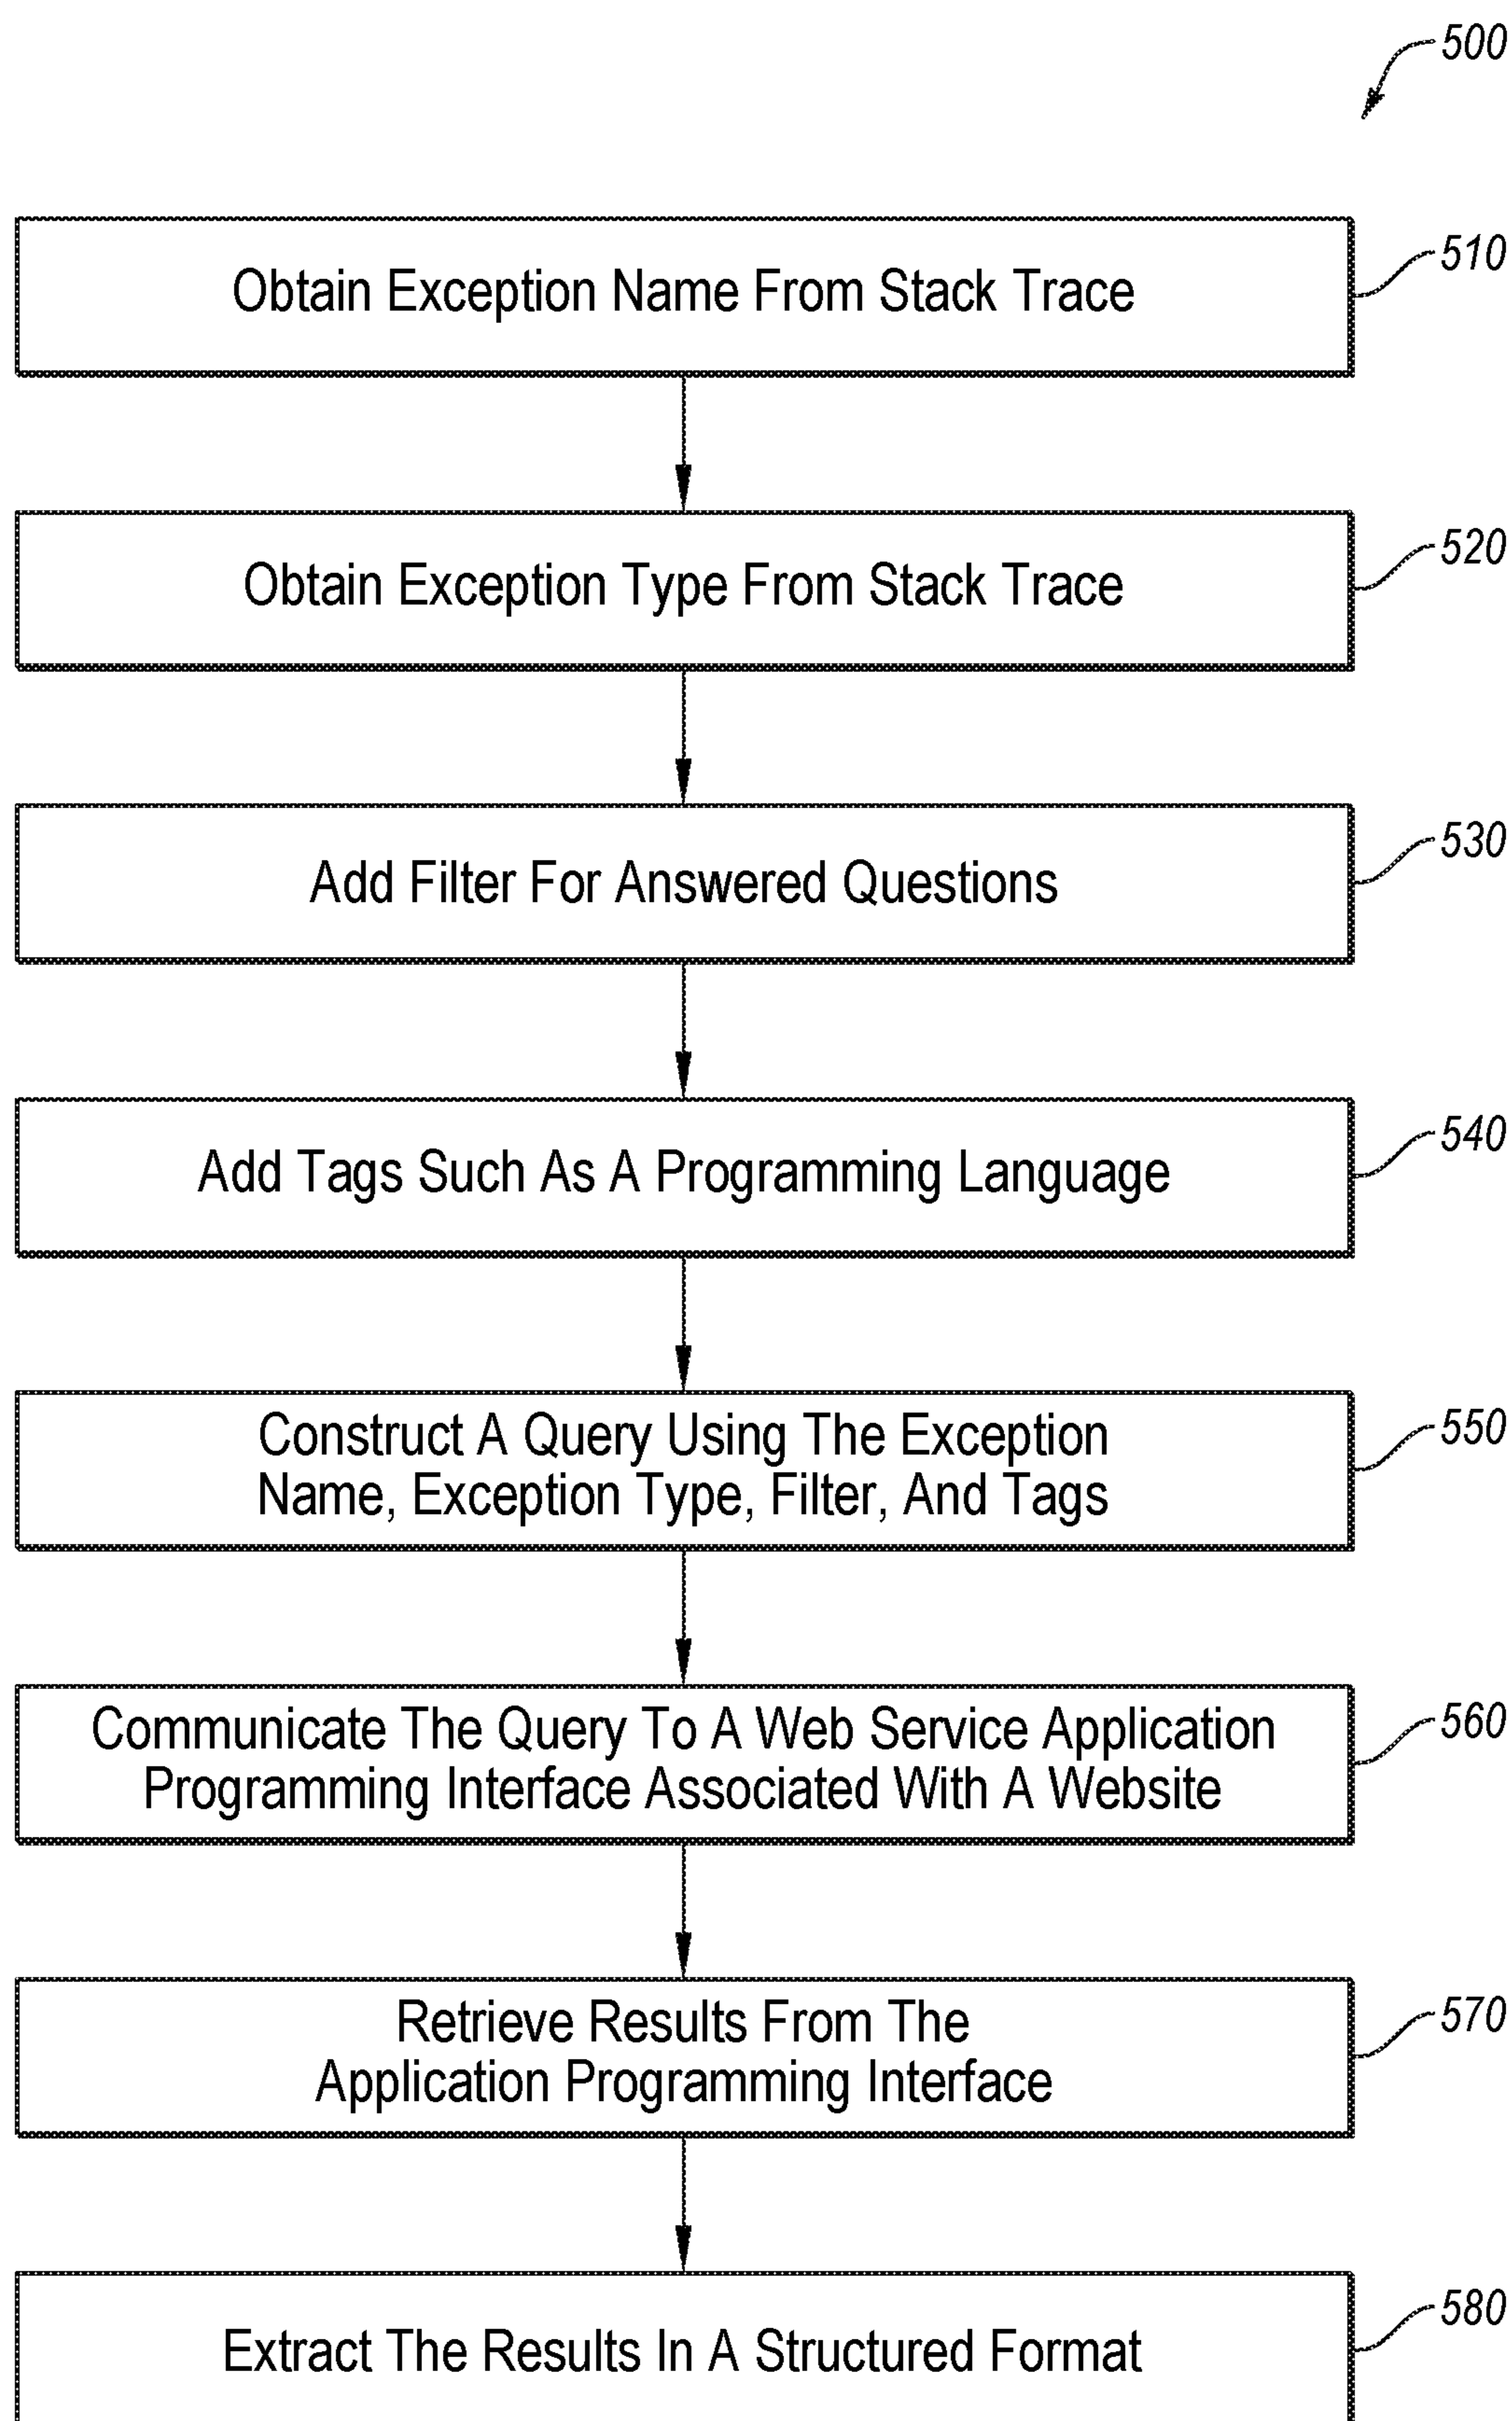 500
Obtain Exception Name From Stack Trace
510
Obtain Exception Type From Stack Trace
520
Add Filter For Answered Questions
530
Add Tags Such As A Programming Language
540
Construct A Query Using The Exception
Name, Exception Type, Filter, And Tags
550
Communicate The Query To A Web Service Application
Programming Interface Associated With A Website
560
Retrieve Results From The
Application Programming Interface
570
Extract The Results In A Structured Format
580